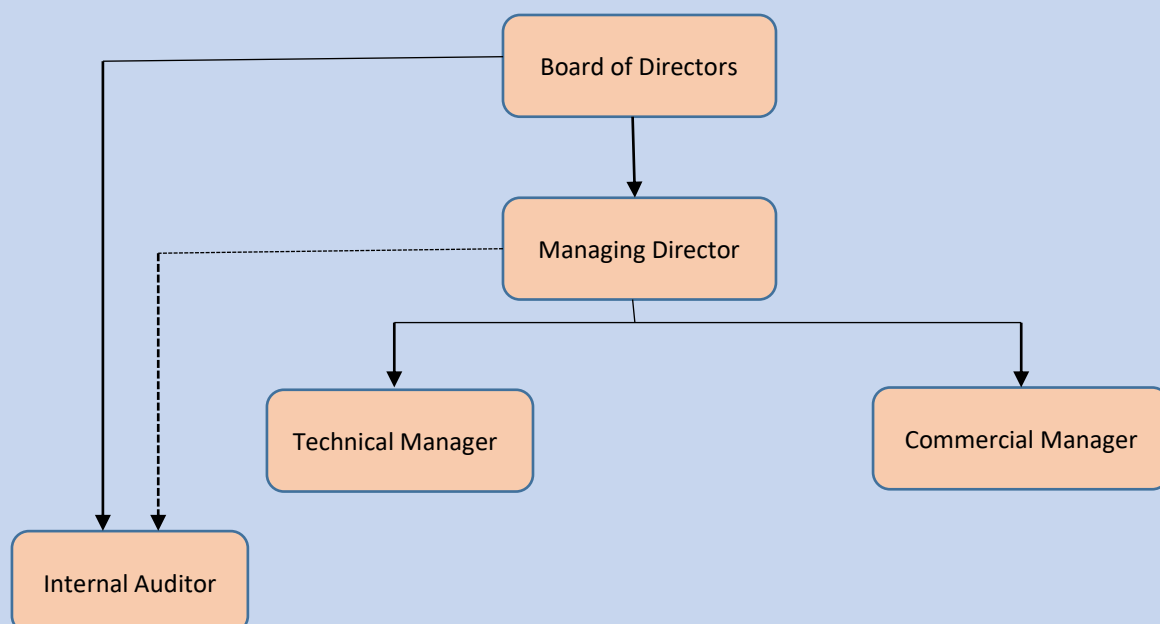 Board of Directors
Managing Director
Technical Manager
Commercial Manager
Internal Auditor